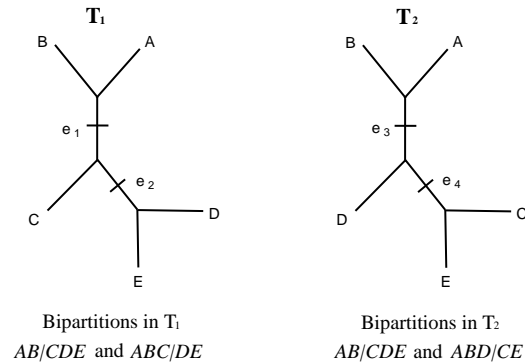 T₁ T₂
B A B A
e₁ e₃
e₂ e₄
C D D C
E E
Bipartitions in T₁ Bipartitions in T₂
AB/CDE and ABC/DE AB/CDE and ABD/CE